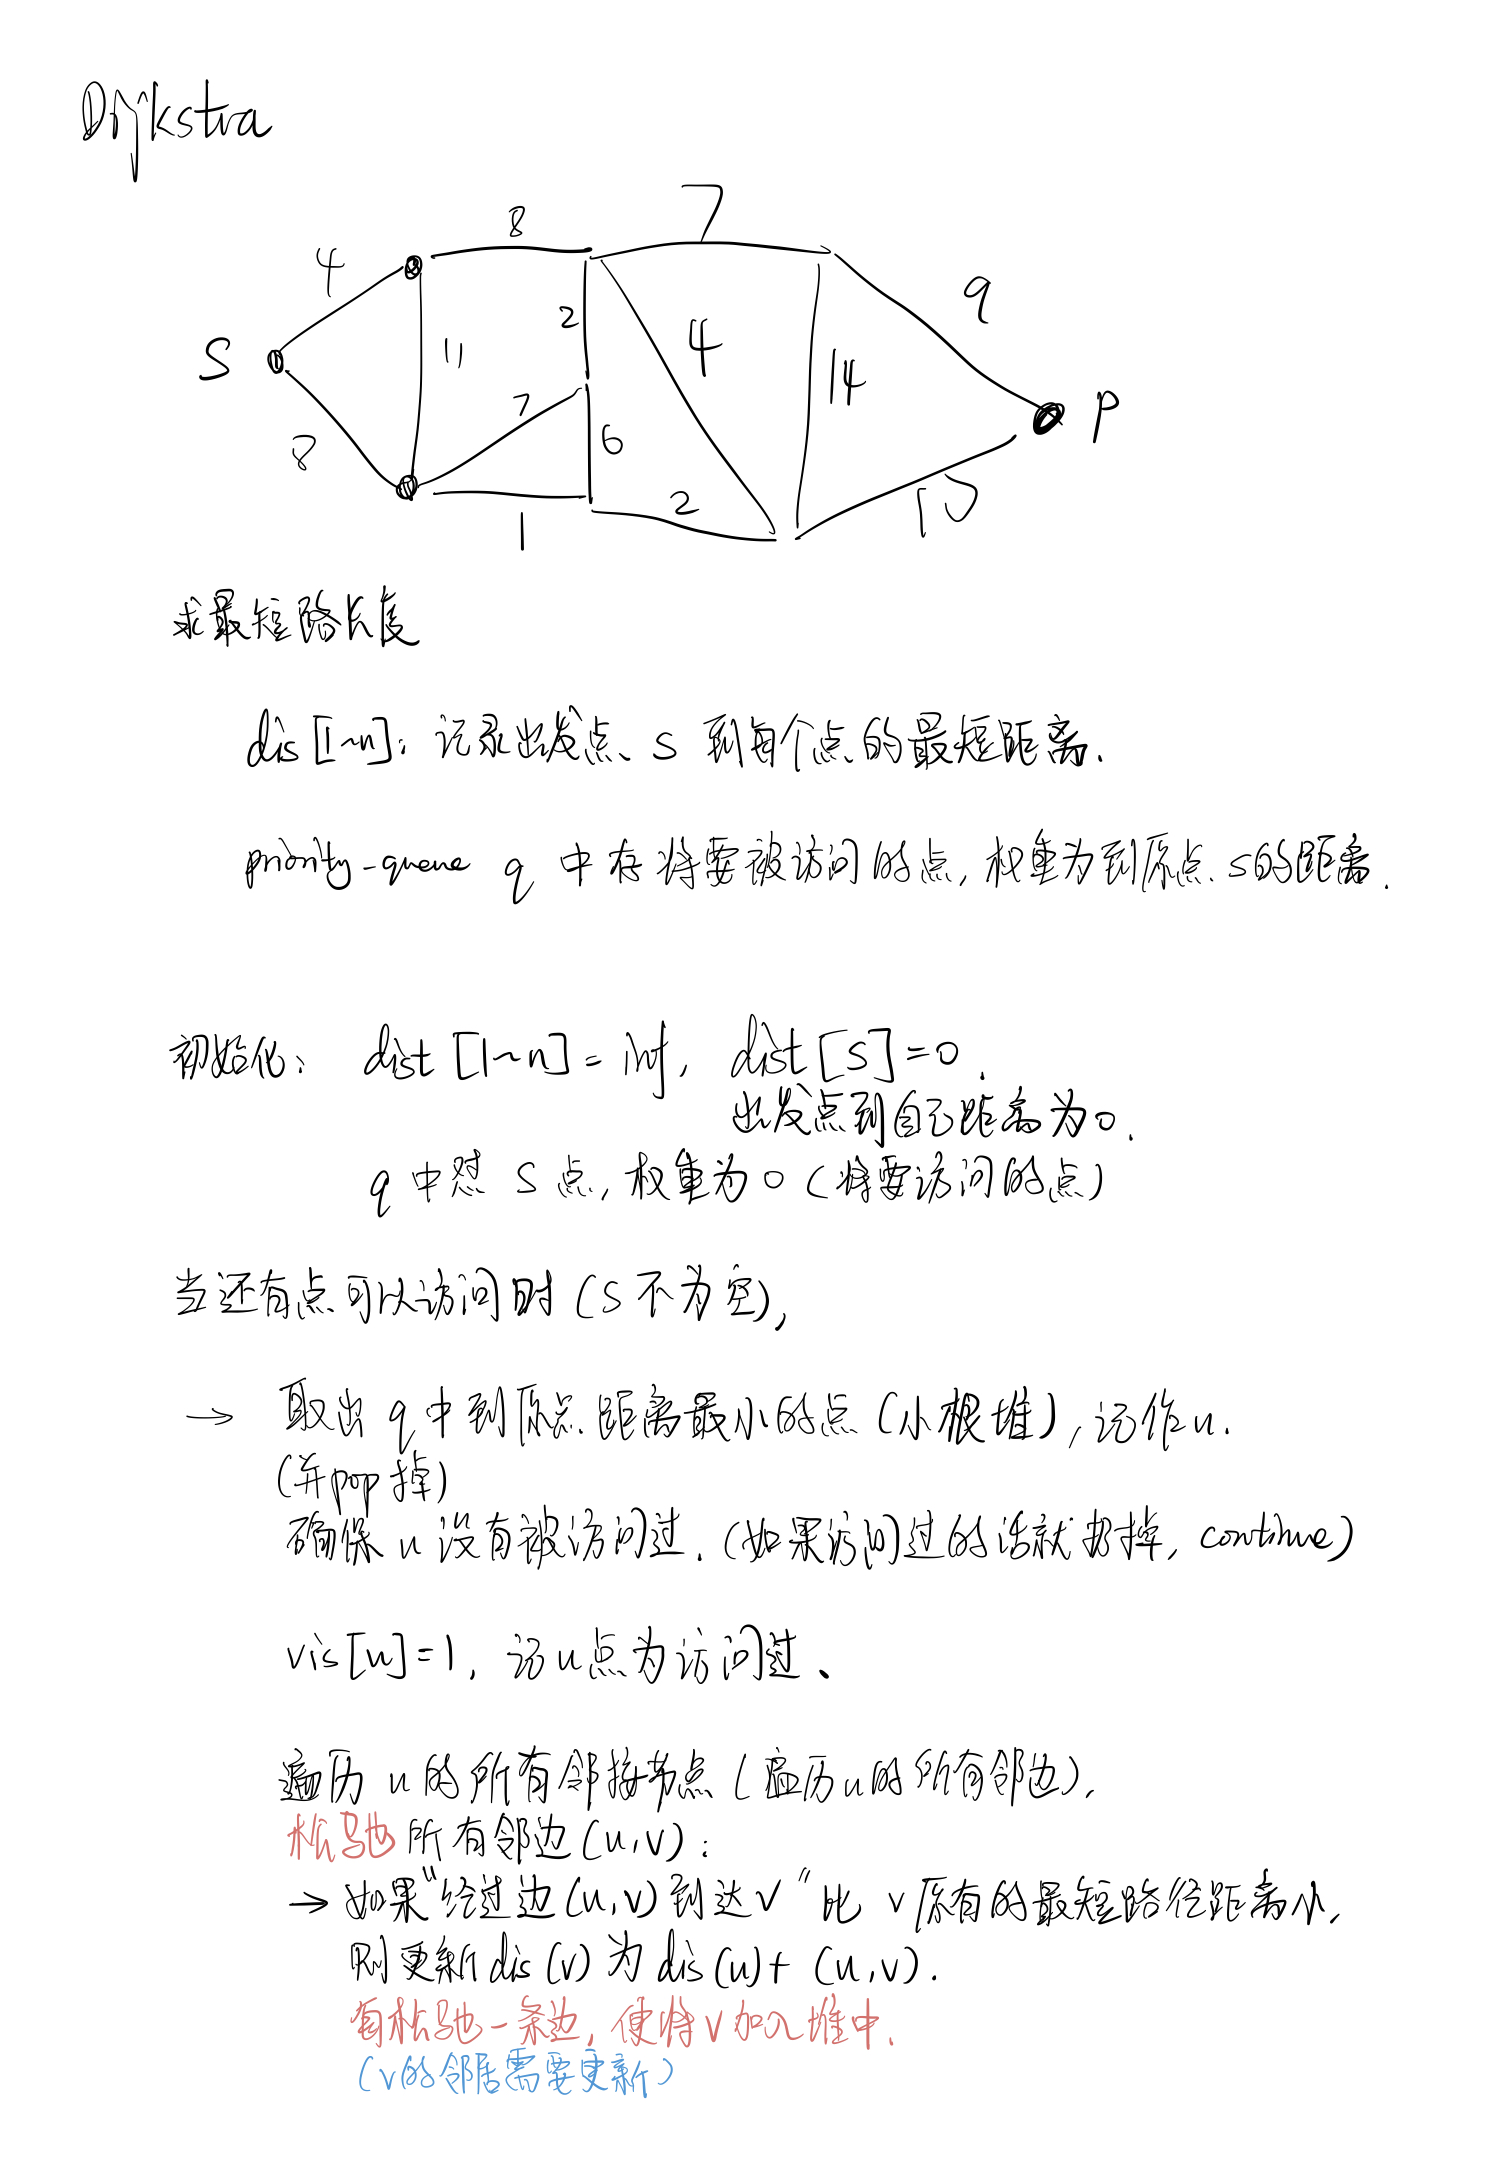 Dijkstra
8
7
4
9
2
4
S
11
14
7
P
8
6
2
10
1
求最短路长度
dis [1~n]: 记录出发点 s 到每个点的最短距离.
priority-queue q 中存将要被访问的点, 权重为到原点 s的距离.
初始化: dist [1~n] = inf, dist [S] = 0.
出发点到自己距离为0.
q 中怼 S 点, 权重为0 (将要访问的点)
当还有点可以访问时 (S 不为空),
→ 取出 q 中到原点距离最小的点 (小根堆), 记作u.
(并pop掉)
确保 u 没有被访问过. (如果访问过的话就扔掉, continue)
vis[u]=1, 记u点为访问过、
遍历 u 的所有邻接节点 (遍历u的所有邻边).
松驰所有邻边 (u,v):
→ 如果“经过边(u,v)到达v”比 v原有的最短路径距离小,
则更新dis(v) 为 dis(u)+ (u,v).
每松驰一条边, 便将v加入堆中.
(v的邻居需要更新)